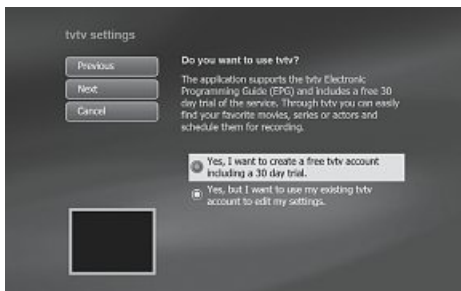 tvtv settings
Previous
Next
Cancel
Do you want to use tvtv?
The application supports the tvtv Electronic
Programming Guide (EPG) and includes a free 30
day trial of the service. Through tvtv you can easily
find your favorite movies, series or actors and
schedule them for recording.
Yes, I want to create a free tvtv account
including a 30 day trial.
Yes, but I want to use my existing tvtv
account to edit my settings.